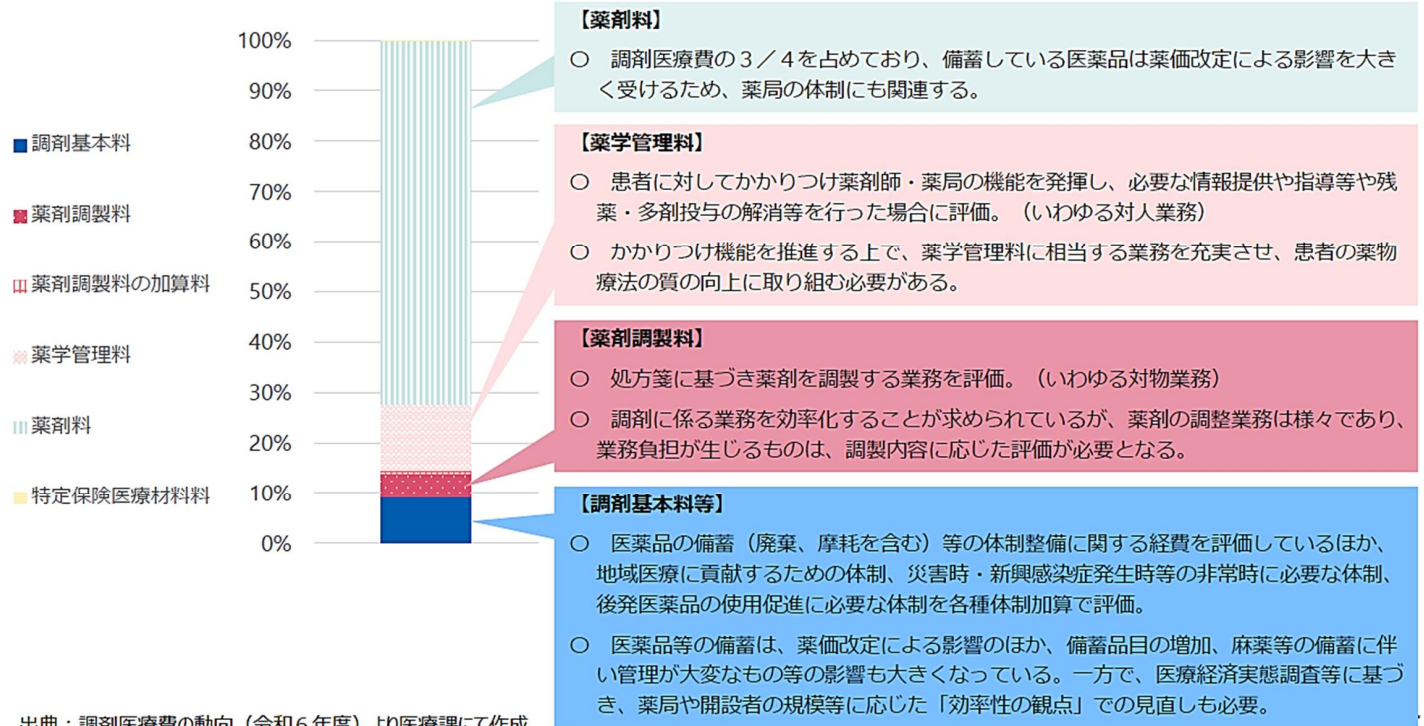 100%
90%
80%
70%
60%
50%
40%
30%
20%
10%
0%
調剤基本料
薬剤調製料
薬剤調製料の加算料
薬学管理料
薬剤料
特定保険医療材料料
【薬剤料】
○ 調剤医療費の3/4を占めており、備蓄している医薬品は薬価改定による影響を大き
く受けるため、薬局の体制にも関連する。
【薬学管理料】
○ 患者に対してかかりつけ薬剤師・薬局の機能を発揮し、必要な情報提供や指導等や残
薬・多剤投与の解消等を行った場合に評価。(いわゆる対人業務)
○ かかりつけ機能を推進する上で、薬学管理料に相当する業務を充実させ、患者の薬物
療法の質の向上に取り組む必要がある。
【薬剤調製料】
○ 処方箋に基づき薬剤を調製する業務を評価。(いわゆる対物業務)
○ 調剤に係る業務を効率化することが求められているが、薬剤の調整業務は様々であり、
業務負担が生じるものは、調製内容に応じた評価が必要となる。
【調剤基本料等】
○ 医薬品の備蓄(廃棄、摩耗を含む)等の体制整備に関する経費を評価しているほか、
地域医療に貢献するための体制、災害時・新興感染症発生時等の非常時に必要な体制、
後発医薬品の使用促進に必要な体制を各種体制加算で評価。
○ 医薬品等の備蓄は、薬価改定による影響のほか、備蓄品目の増加、麻薬等の備蓄に伴
い管理が大変なもの等の影響も大きくなっている。一方で、医療経済実態調査等に基づ
き、薬局や開設者の規模等に応じた「効率性の観点」での見直しも必要。
出典:調剤医療費の動向(令和6年度)より医療課にて作成